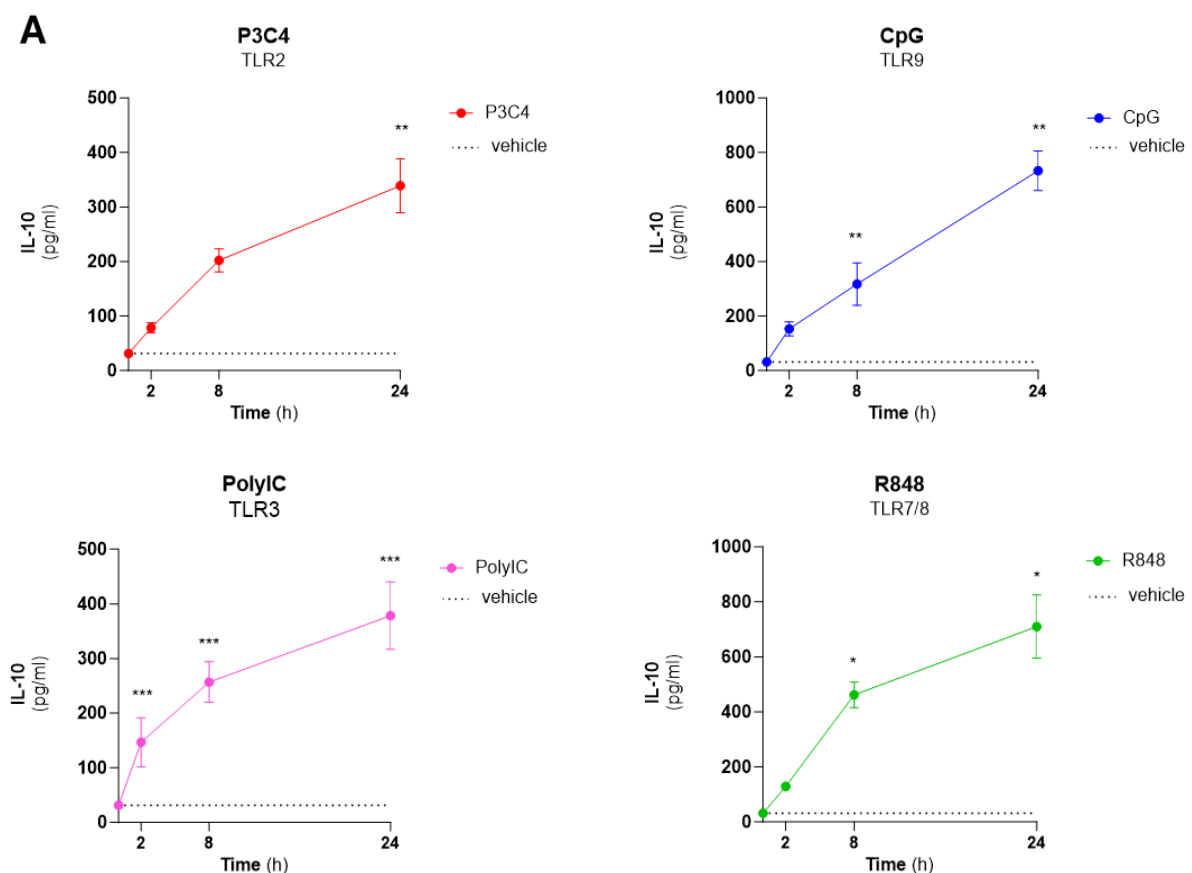 A
P3C4
TLR2
500
400
300
200
100
0
IL-10
(pg/ml)
**
2
8
24
Time (h)
P3C4
vehicle
CpG
TLR9
1000
800
600
400
200
0
IL-10
(pg/ml)
**
**
2
8
24
Time (h)
CpG
vehicle
PolyIC
TLR3
500
400
300
200
100
0
IL-10
(pg/ml)
***
***
***
2
8
24
Time (h)
PolyIC
vehicle
R848
TLR7/8
1000
800
600
400
200
0
IL-10
(pg/ml)
*
*
2
8
24
Time (h)
R848
vehicle